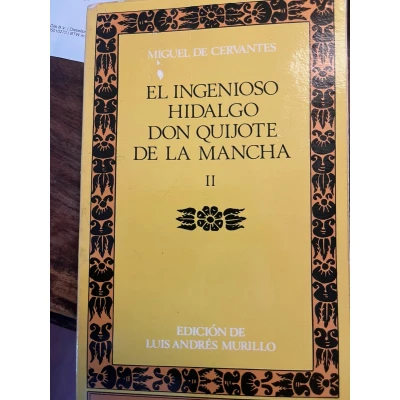 MIGUEL DE CERVANTES
EL INGENIOSO
HIDALGO
DON QUIJOTE
DE LA MANCHA
II
EDICIÓN DE
LUIS ANDRÉS MURILLO